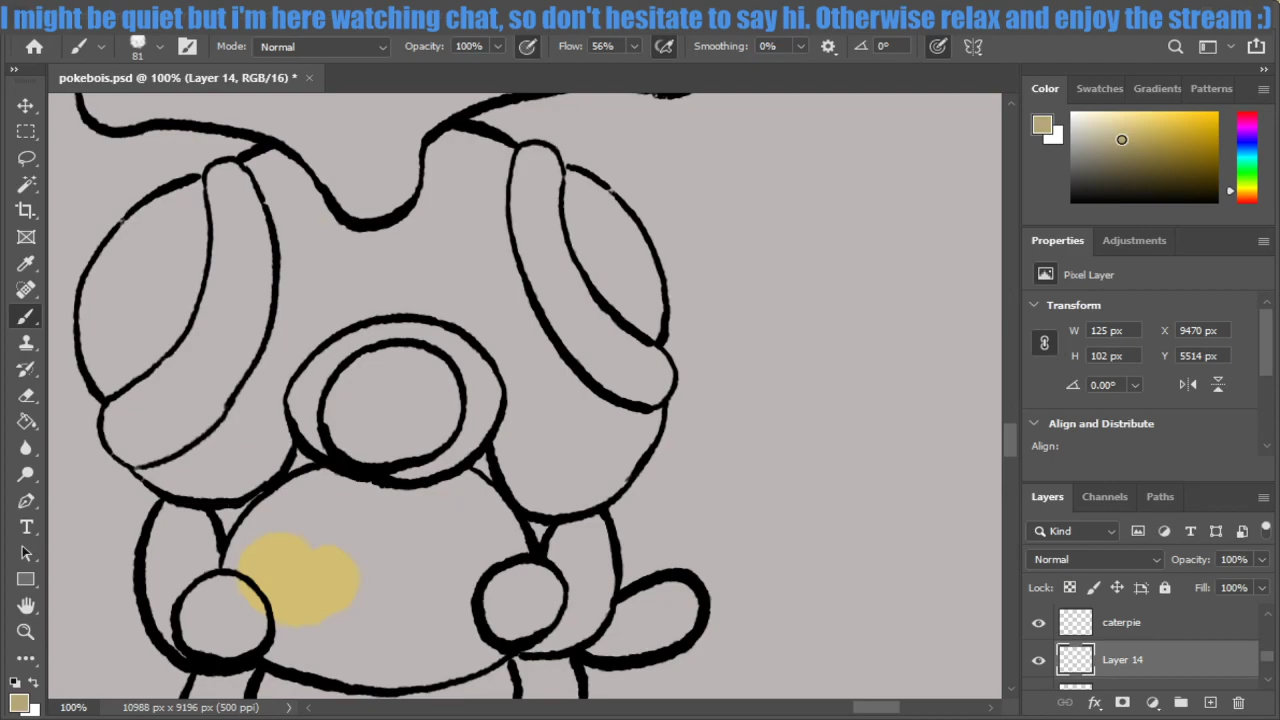 I might be quiet but i'm here watching chat, so don't hesitate to say hi. Otherwise relax and enjoy the stream :)
81 Mode: Normal Opacity: 100% Flow: 56% Smoothing: 0% 0°
pokebois.psd @ 100% (Layer 14, RGB/16) * ×
Color Swatches Gradients Patterns
Properties Adjustments
Pixel Layer
Transform
W 125 px X 9470 px
H 102 px Y 5514 px
0.00°
Align and Distribute
Align:
Layers Channels Paths
Kind
Normal Opacity: 100%
Lock: Fill: 100%
caterpie
Layer 14
100% 10988 px x 9196 px (500 ppi)